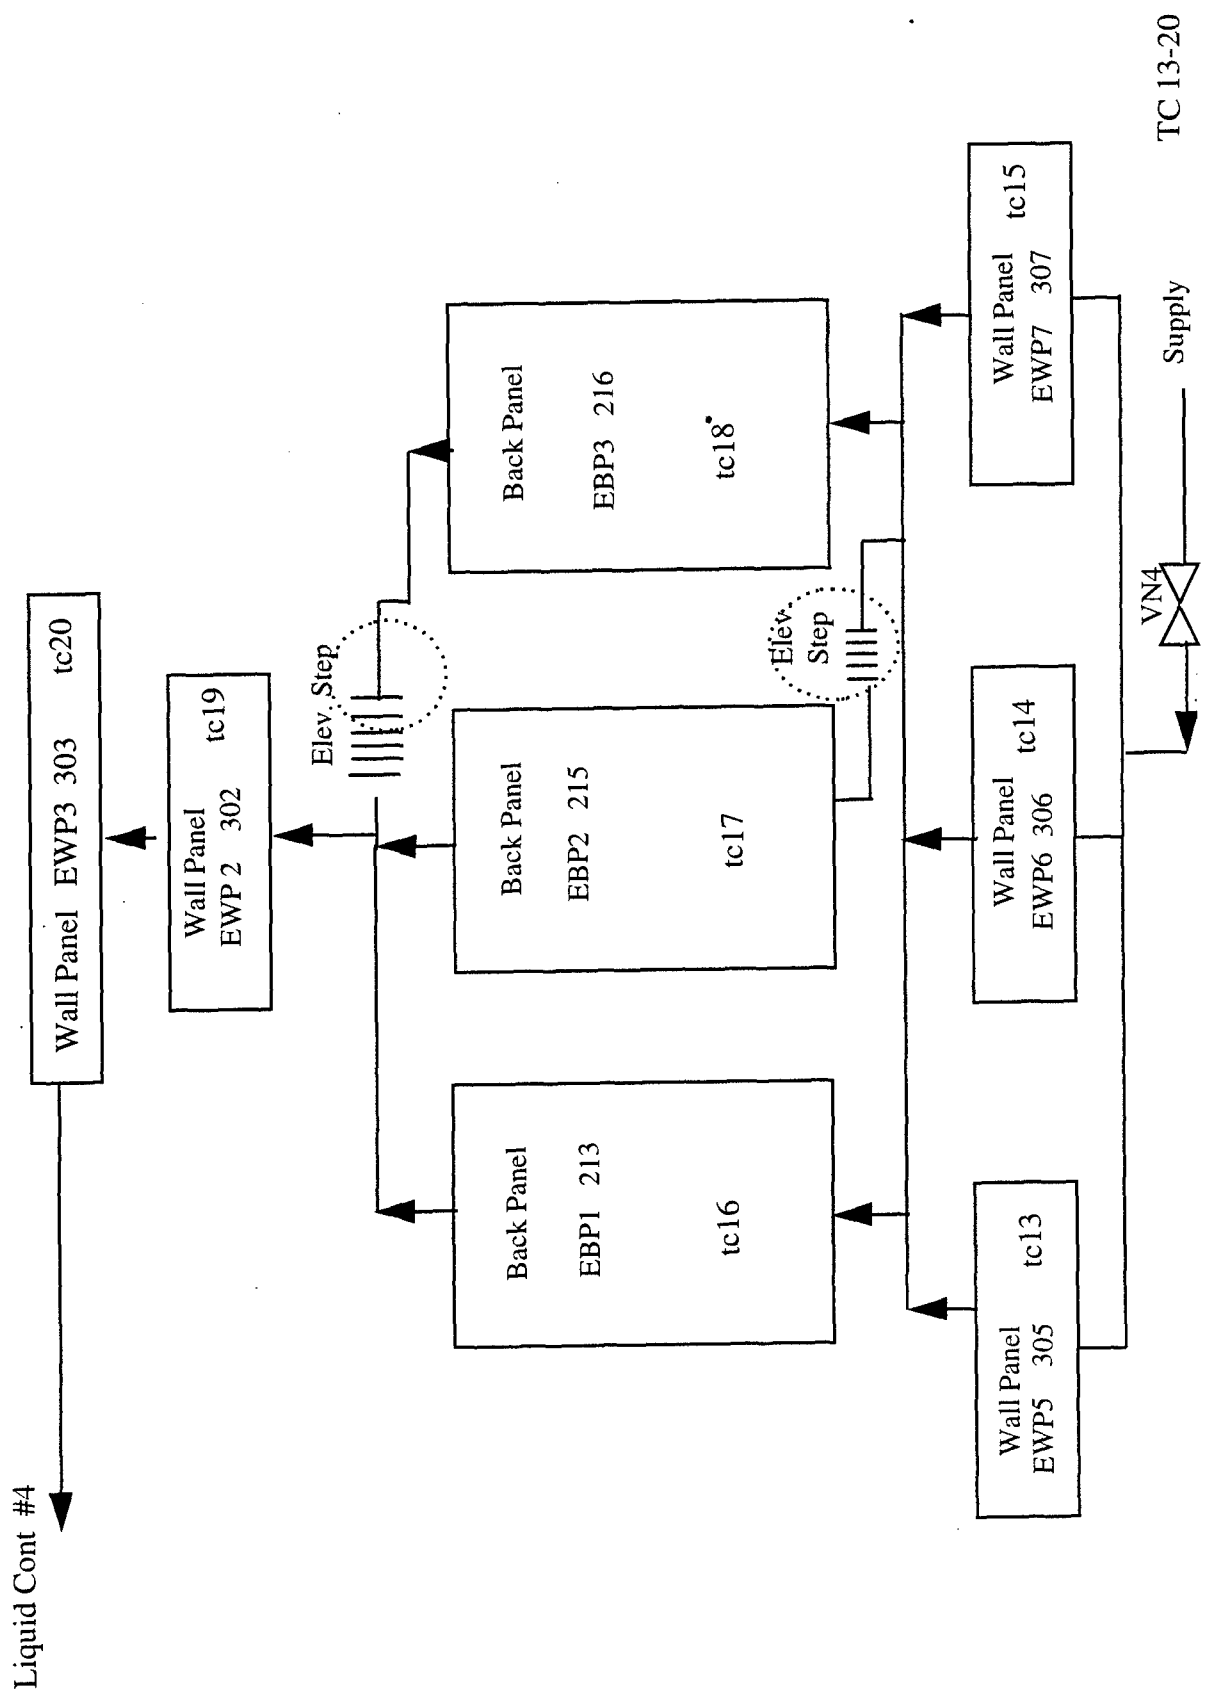 Liquid Cont #4
Wall Panel EWP3 303 tc20
Wall Panel
EWP 2 302
tc19
Elev. Step
Back Panel
EBP1 213
tc16
Back Panel
EBP2 215
tc17
Back Panel
EBP3 216
tc18
Elev.
Step
Wall Panel
EWP5 305
tc13
Wall Panel
EWP6 306
tc14
Wall Panel
EWP7 307
tc15
VN4
Supply
TC 13-20